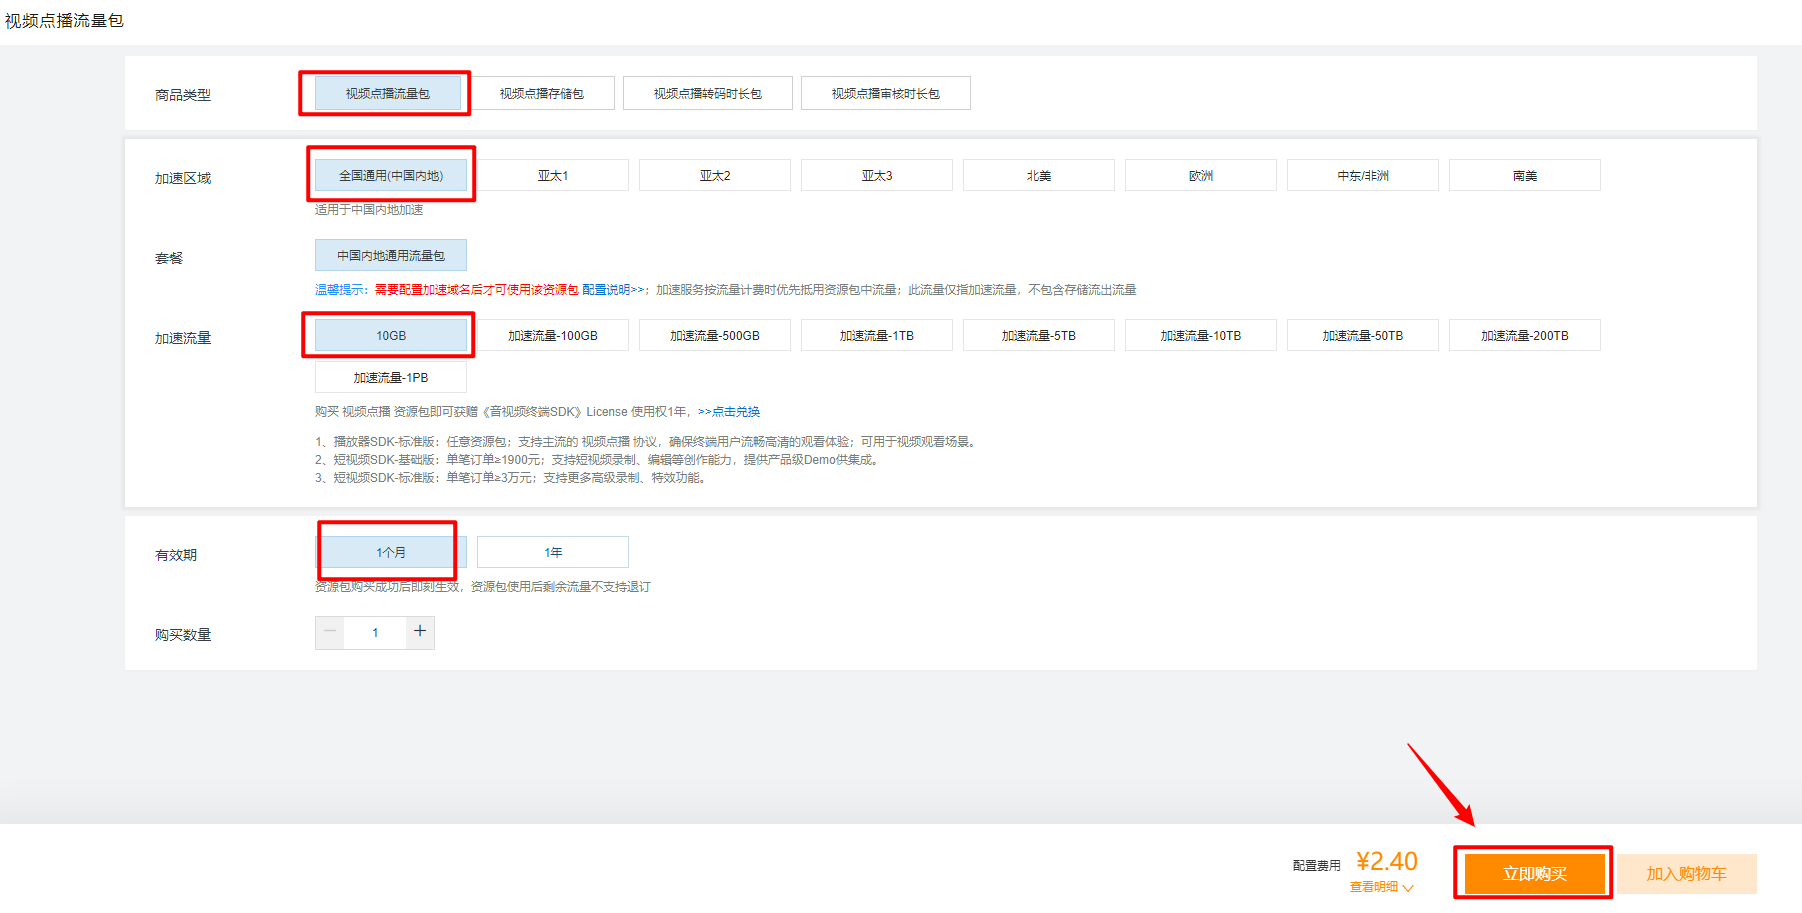 视频点播流量包
商品类型
视频点播流量包
视频点播存储包
视频点播转码时长包
视频点播审核时长包
加速区域
全国通用(中国内地)
亚太1
亚太2
亚太3
北美
欧洲
中东/非洲
南美
适用于中国内地加速
套餐
中国内地通用流量包
温馨提示：需要配置加速域名后才可使用该资源包 配置说明>>；加速服务按流量计费时优先抵用资源包中流量；此流量仅指加速流量，不包含存储流出流量
加速流量
10GB
加速流量-100GB
加速流量-500GB
加速流量-1TB
加速流量-5TB
加速流量-10TB
加速流量-50TB
加速流量-200TB
加速流量-1PB
购买 视频点播 资源包即可获赠《音视频终端SDK》License 使用权1年，>>点击兑换
1、播放器SDK-标准版：任意资源包；支持主流的 视频点播 协议，确保终端用户流畅高清的观看体验；可用于视频观看场景。
2、短视频SDK-基础版：单笔订单≥1900元；支持短视频录制、编辑等创作能力，提供产品级Demo供集成。
3、短视频SDK-标准版：单笔订单≥3万元；支持更多高级录制、特效功能。
有效期
1个月
1年
资源包购买成功后即刻生效，资源包使用后剩余流量不支持退订
购买数量
－ 1 +
配置费用 ¥2.40
查看明细
立即购买
加入购物车